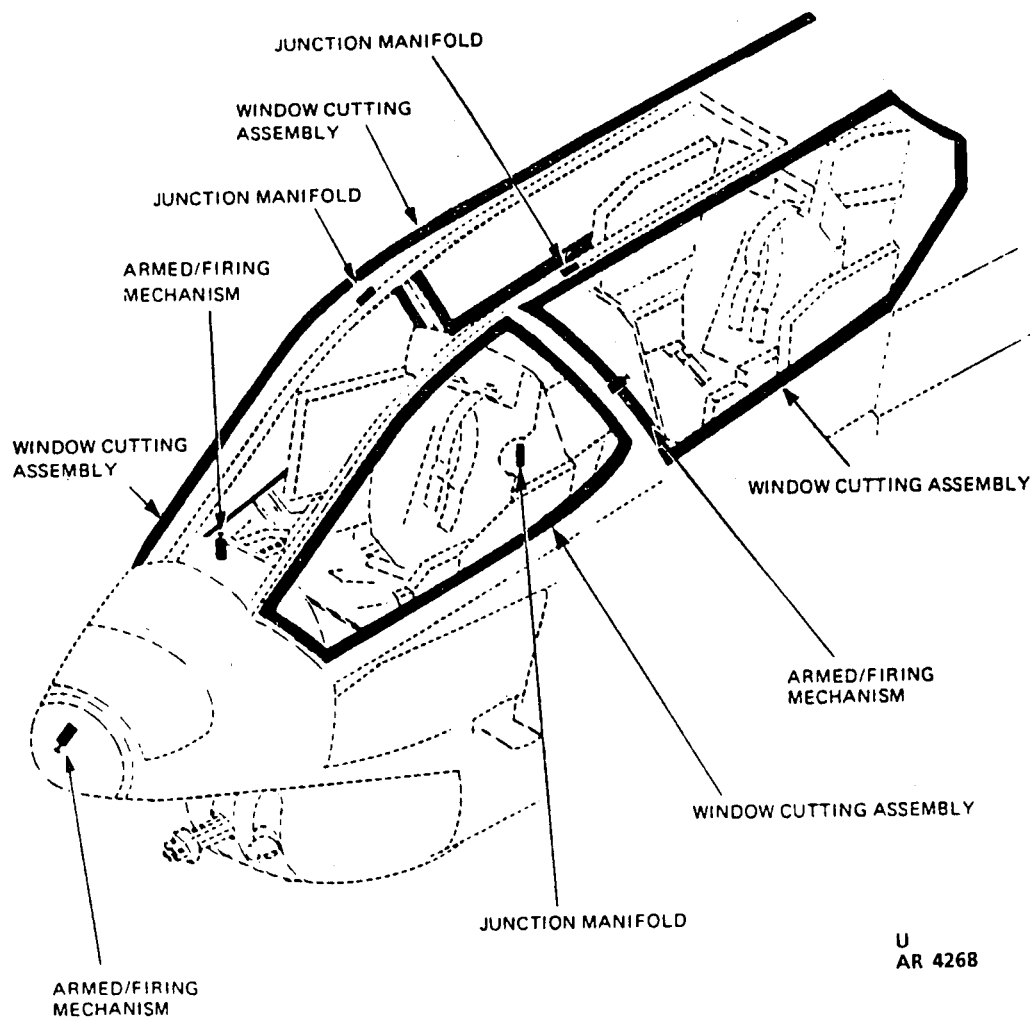 JUNCTION MANIFOLD
WINDOW CUTTING
ASSEMBLY
JUNCTION MANIFOLD
ARMED/FIRING
MECHANISM
WINDOW CUTTING
ASSEMBLY
WINDOW CUTTING ASSEMBLY
ARMED/FIRING
MECHANISM
WINDOW CUTTING ASSEMBLY
JUNCTION MANIFOLD
U
AR 4268
ARMED/FIRING
MECHANISM